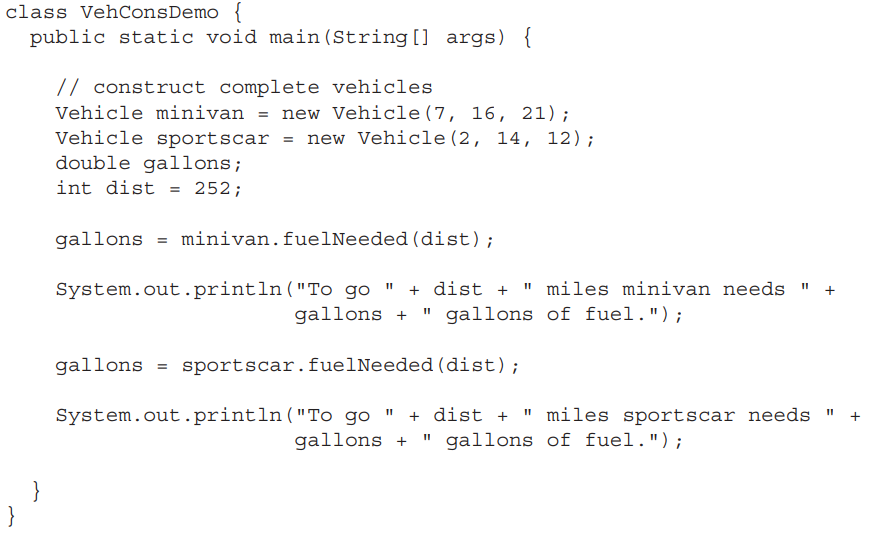 class VehConsDemo {
  public static void main(String[] args) {

    // construct complete vehicles
    Vehicle minivan = new Vehicle(7, 16, 21);
    Vehicle sportscar = new Vehicle(2, 14, 12);
    double gallons;
    int dist = 252;

    gallons = minivan.fuelNeeded(dist);

    System.out.println("To go " + dist + " miles minivan needs " +
                       gallons + " gallons of fuel.");

    gallons = sportscar.fuelNeeded(dist);

    System.out.println("To go " + dist + " miles sportscar needs " +
                       gallons + " gallons of fuel.");

  }
}